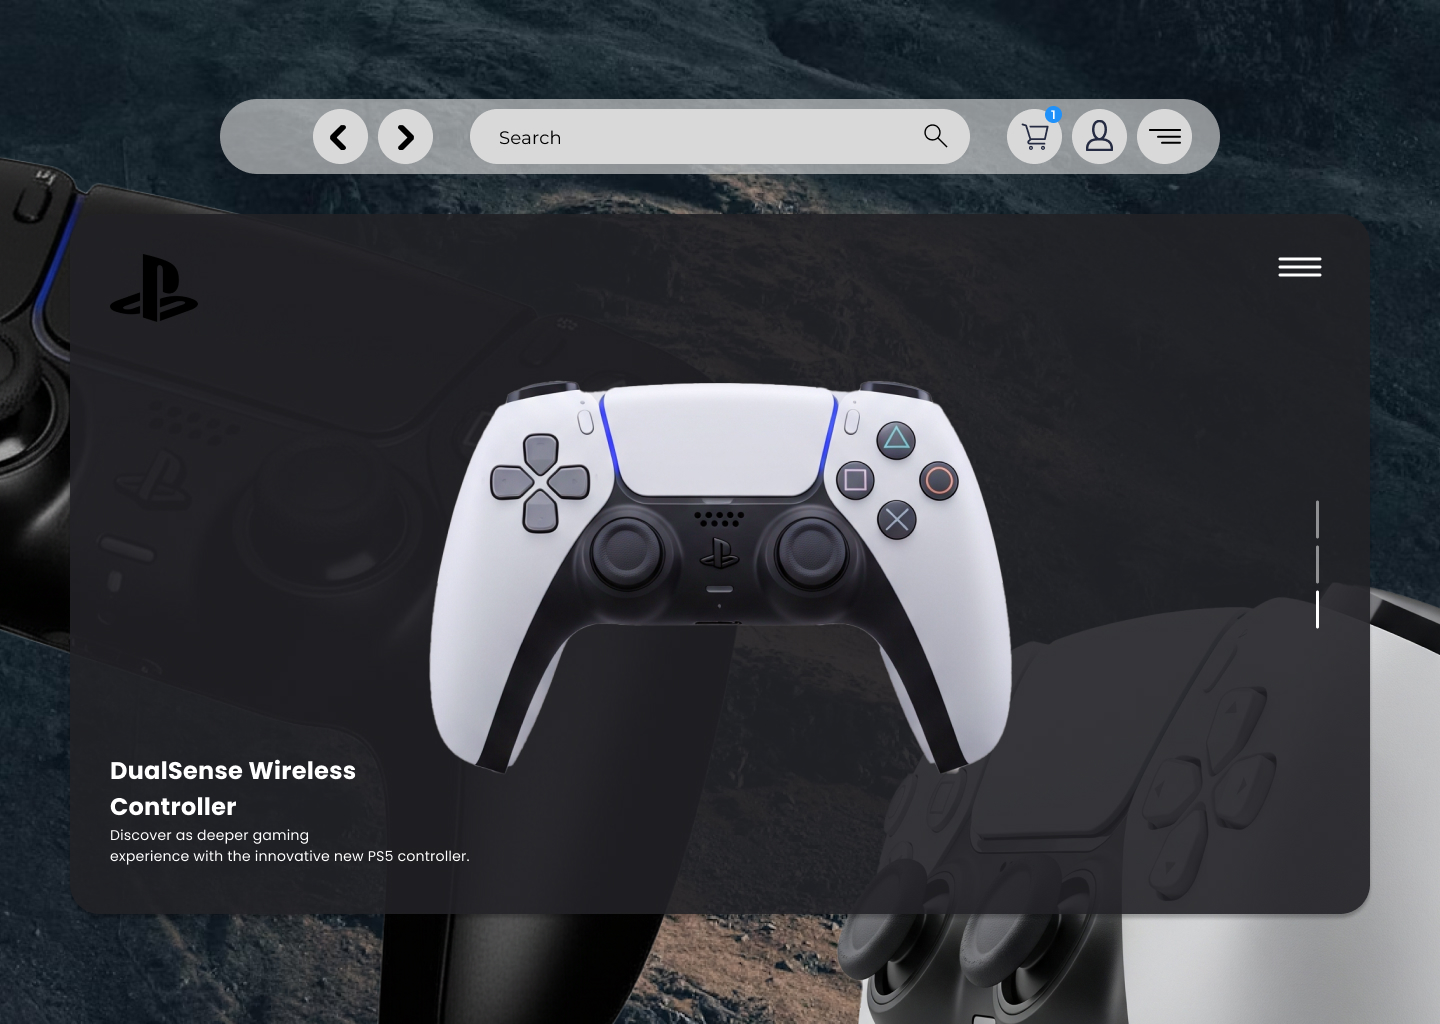 1
Search
DualSense Wireless
Controller
Discover as deeper gaming
experience with the innovative new PS5 controller.